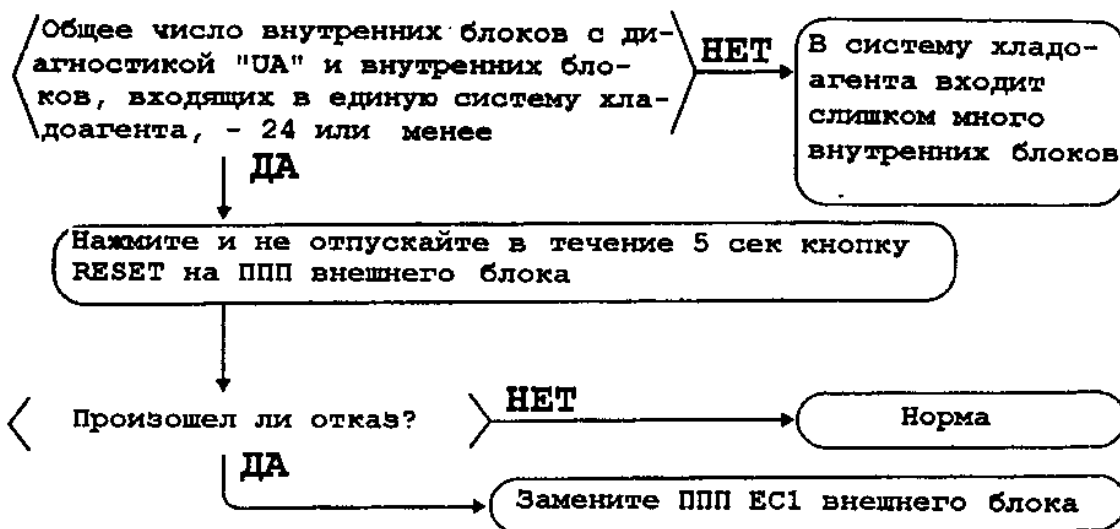 Общее число внутренних блоков с ди-
агностикой "UA" и внутренних бло-
ков, входящих в единую систему хла-
доагента, - 24 или менее
НЕТ
В систему хладо-
агента входит
слишком много
внутренних блоков
ДА
Нажмите и не отпускайте в течение 5 сек кнопку
RESET на ППП внешнего блока
Произошел ли отказ?
НЕТ
Норма
ДА
Замените ППП EC1 внешнего блока